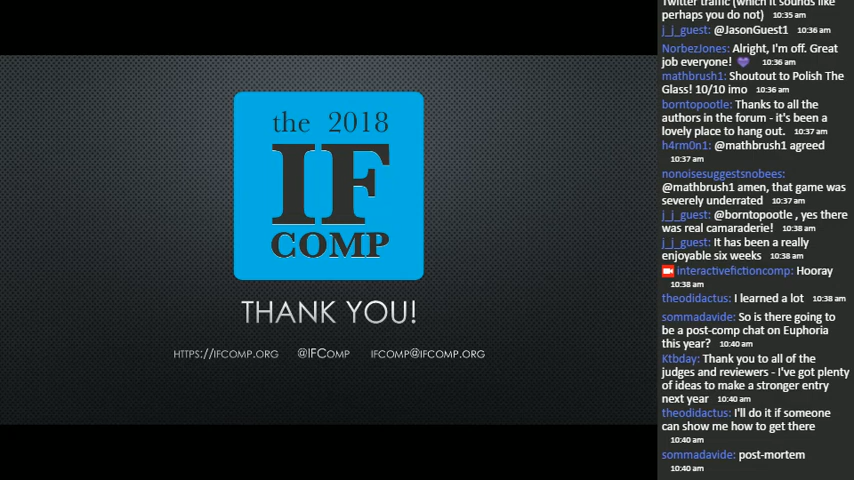 the 2018
IF
COMP
THANK YOU!
HTTPS://IFCOMP.ORG @IFComp IFCOMP@IFCOMP.ORG
Twitter traffic (which it sounds like
perhaps you do not) 10:35 am
j_j_guest: @JasonGuest1 10:36 am
NorbezJones: Alright, I'm off. Great
job everyone! 💜 10:36 am
mathbrush1: Shoutout to Polish The
Glass! 10/10 imo 10:36 am
borntopootle: Thanks to all the
authors in the forum - it's been a
lovely place to hang out. 10:37 am
h4rm0n1: @mathbrush1 agreed
10:37 am
nonoisesuggestsnobees:
@mathbrush1 amen, that game was
severely underrated 10:37 am
j_j_guest: @borntopootle , yes there
was real camaraderie! 10:38 am
j_j_guest: It has been a really
enjoyable six weeks 10:38 am
interactivefictioncomp: Hooray
10:38 am
theodidactus: I learned a lot 10:38 am
sommadavide: So is there going to
be a post-comp chat on Euphoria
this year? 10:40 am
Ktbday: Thank you to all of the
judges and reviewers - I've got plenty
of ideas to make a stronger entry
next year 10:40 am
theodidactus: I'll do it if someone
can show me how to get there
10:40 am
sommadavide: post-mortem
10:40 am